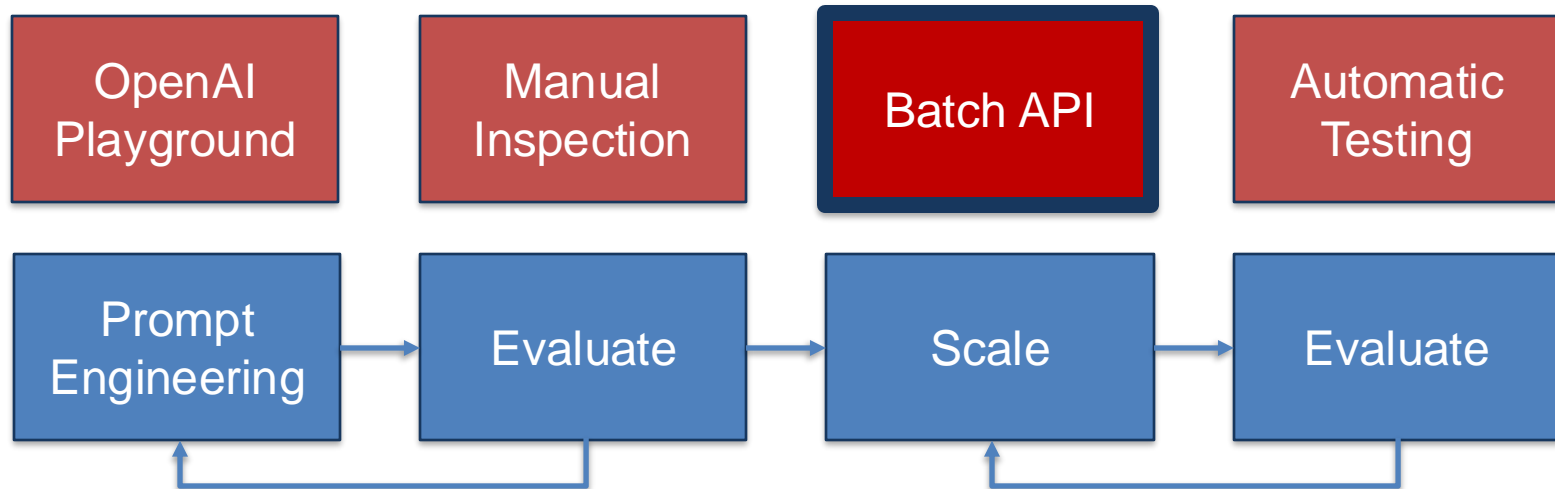 OpenAI
Playground
Manual
Inspection
Batch API
Automatic
Testing
Prompt
Engineering
Evaluate
Scale
Evaluate